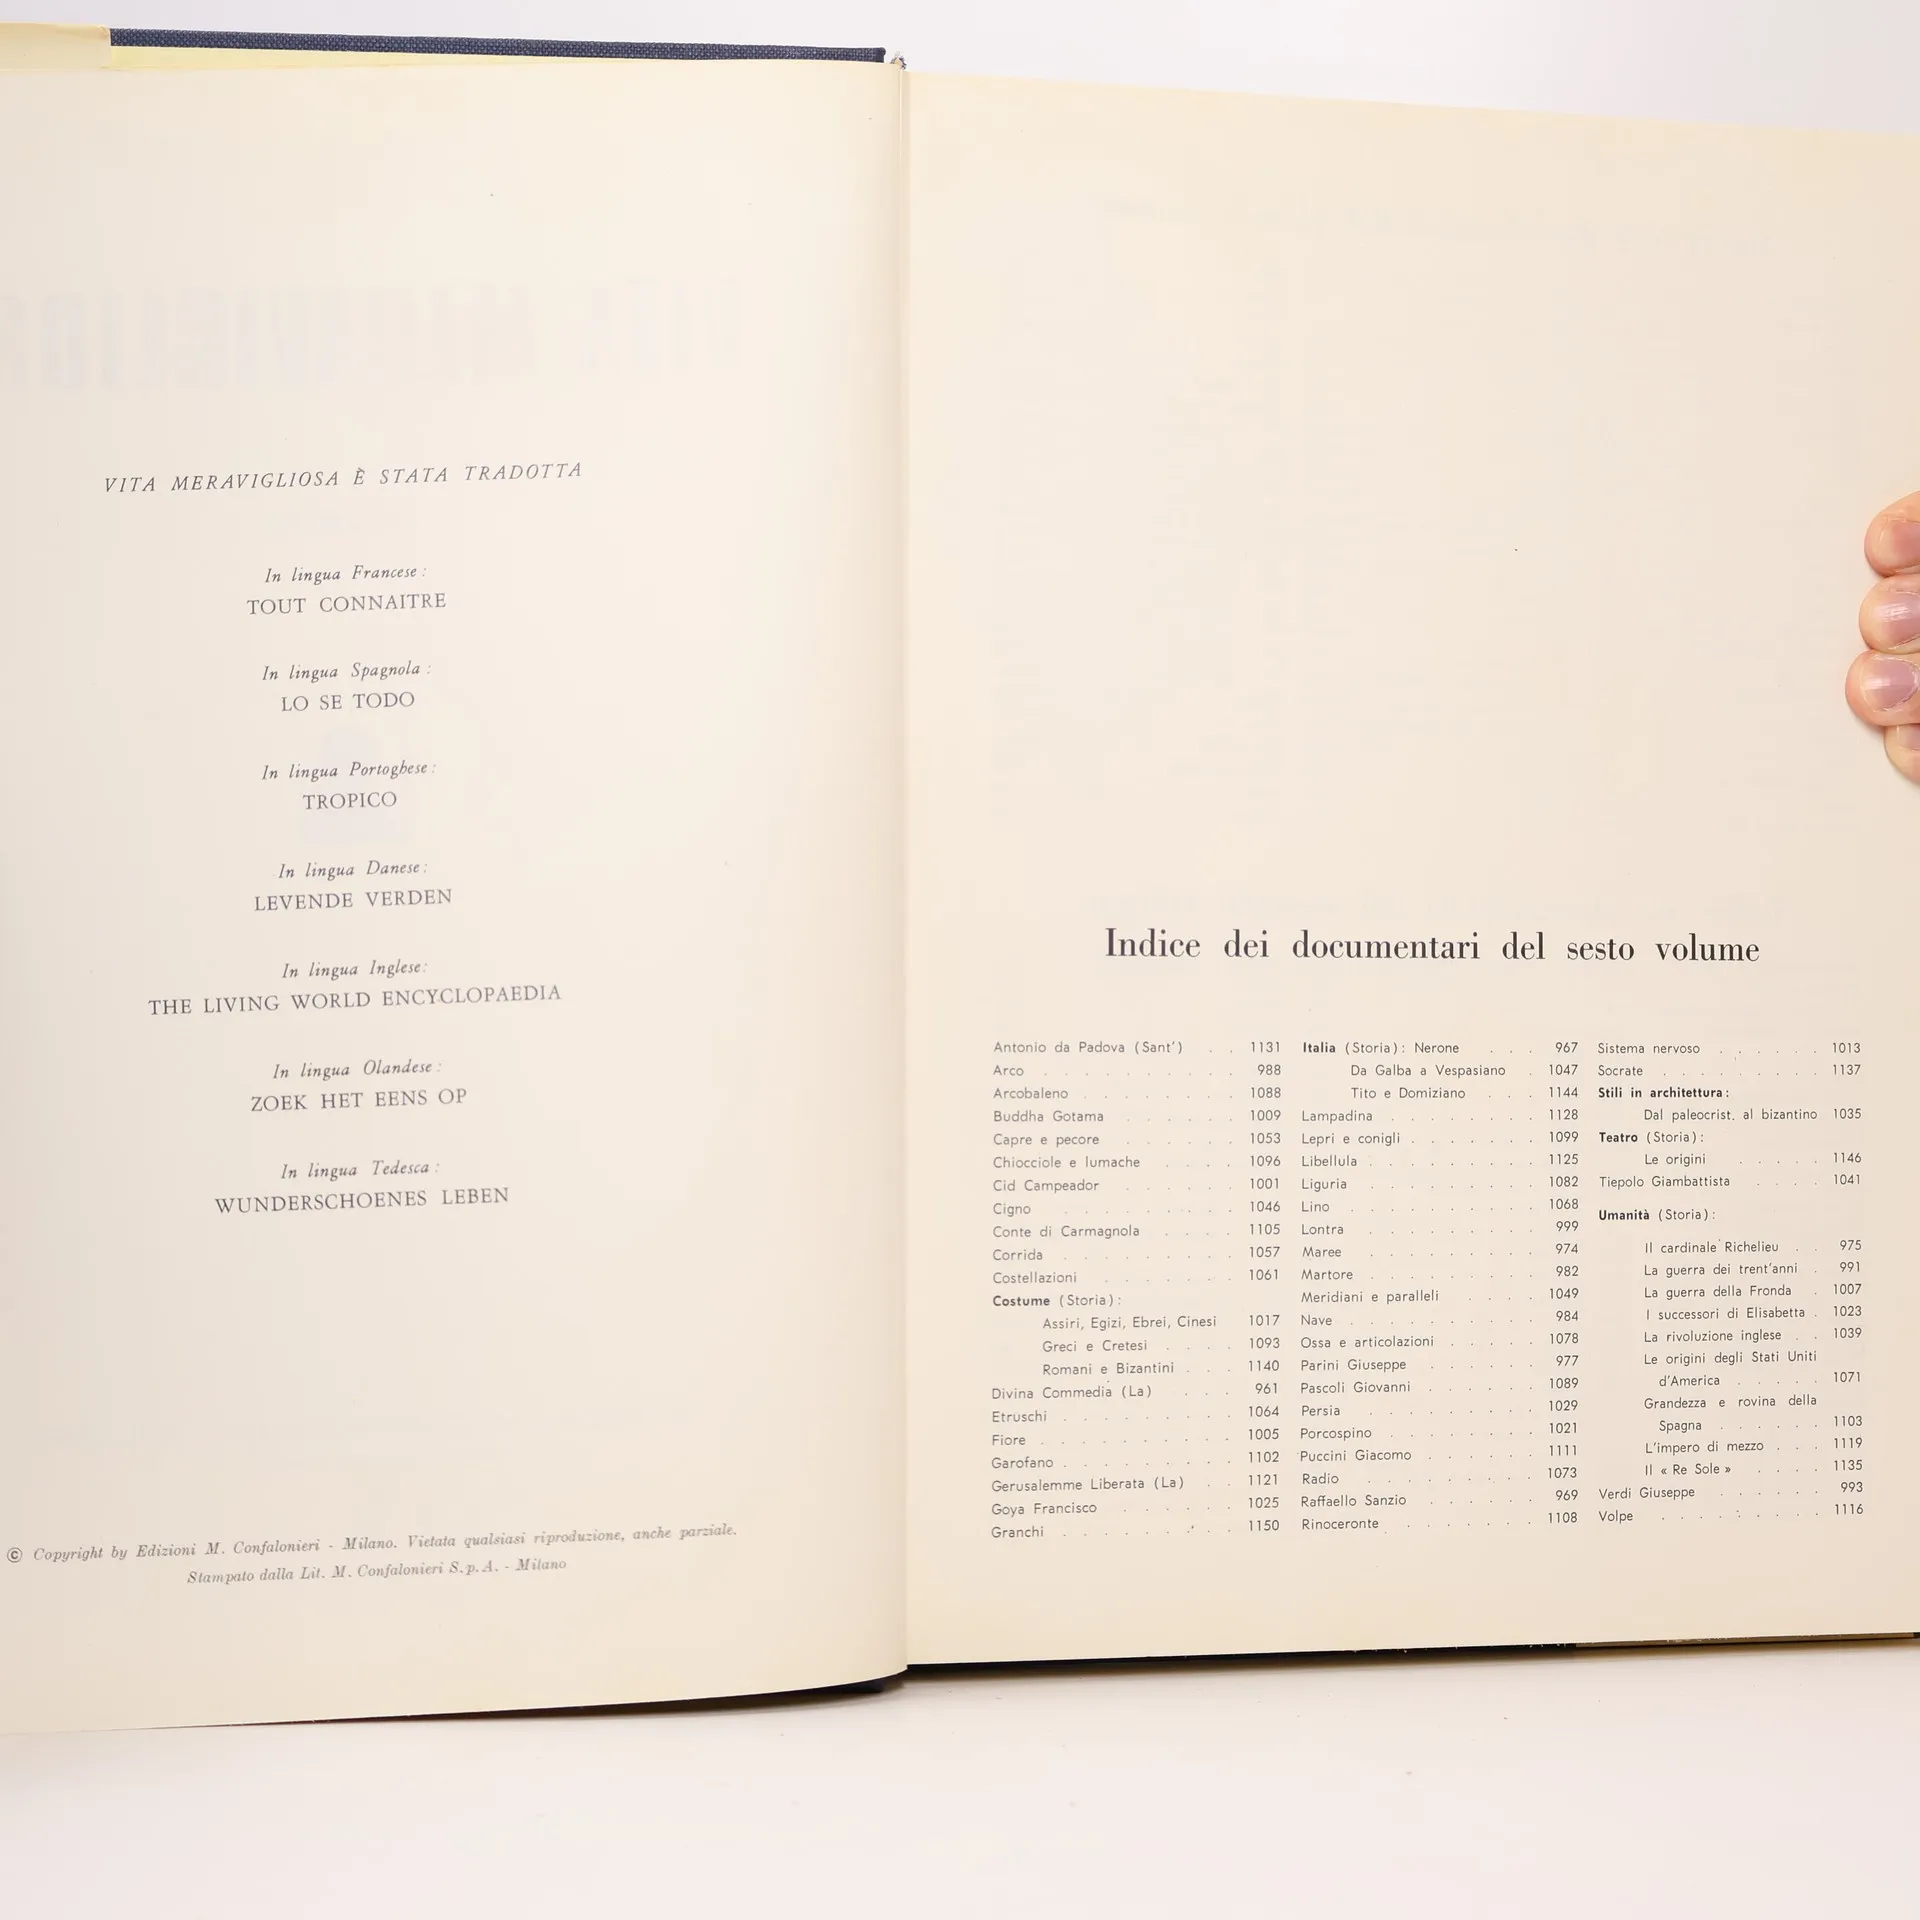 VITA MERAVIGLIOSA È STATA TRADOTTA
In lingua Francese:
TOUT CONNAITRE
In lingua Spagnola:
LO SE TODO
In lingua Portoghese:
TROPICO
In lingua Danese:
LEVENDE VERDEN
In lingua Inglese:
THE LIVING WORLD ENCYCLOPAEDIA
In lingua Olandese:
ZOEK HET EENS OP
In lingua Tedesca:
WUNDERSCHOENES LEBEN
© Copyright by Edizioni M. Confalonieri - Milano. Vietata qualsiasi riproduzione, anche parziale.
Stampato dalla Lit. M. Confalonieri S.p.A. - Milano
Indice dei documentari del sesto volume
Antonio da Padova (Sant') . . 1131
Arco . . . . . . . . . 988
Arcobaleno . . . . . . . . 1088
Buddha Gotama . . . . . . 1009
Capre e pecore . . . . . . 1053
Chiocciole e lumache . . . . 1096
Cid Campeador . . . . . . 1001
Cigno . . . . . . . . . 1046
Conte di Carmagnola . . . . 1105
Corrida . . . . . . . . . 1057
Costellazioni . . . . . . . 1061
Costume (Storia):
Assiri, Egizi, Ebrei, Cinesi 1017
Greci e Cretesi . . . . 1093
Romani e Bizantini . . . 1140
Divina Commedia (La) . . . 961
Etruschi . . . . . . . . . 1064
Fiore . . . . . . . . . . 1005
Garofano . . . . . . . . . 1102
Gerusalemme Liberata (La) . . 1121
Goya Francisco . . . . . . 1025
Granchi . . . . . . . . . 1150
Italia (Storia): Nerone . . . 967
Da Galba a Vespasiano . 1047
Tito e Domiziano . . . 1144
Lampadina . . . . . . . . 1128
Lepri e conigli . . . . . . 1099
Libellula . . . . . . . . . 1125
Liguria . . . . . . . . . 1082
Lino . . . . . . . . . . 1068
Lontra . . . . . . . . . 999
Maree . . . . . . . . . 974
Martore . . . . . . . . . 982
Meridiani e paralleli . . . . 1049
Nave . . . . . . . . . . 984
Ossa e articolazioni . . . . . 1078
Parini Giuseppe . . . . . . 977
Pascoli Giovanni . . . . . . 1089
Persia . . . . . . . . . 1029
Porcospino . . . . . . . . 1021
Puccini Giacomo . . . . . . 1111
Radio . . . . . . . . . 1073
Raffaello Sanzio . . . . . . 969
Rinoceronte . . . . . . . 1108
Sistema nervoso . . . . . . 1013
Socrate . . . . . . . . . 1137
Stili in architettura:
Dal paleocrist. al bizantino 1035
Teatro (Storia):
Le origini . . . . . 1146
Tiepolo Giambattista . . . . 1041
Umanità (Storia):
Il cardinale Richelieu . . 975
La guerra dei trent'anni . 991
La guerra della Fronda . 1007
I successori di Elisabetta . 1023
La rivoluzione inglese . . 1039
Le origini degli Stati Uniti
d'America . . . . . 1071
Grandezza e rovina della
Spagna . . . . . . 1103
L'impero di mezzo . . . 1119
Il « Re Sole » . . . . 1135
Verdi Giuseppe . . . . . . 993
Volpe . . . . . . . . . 1116